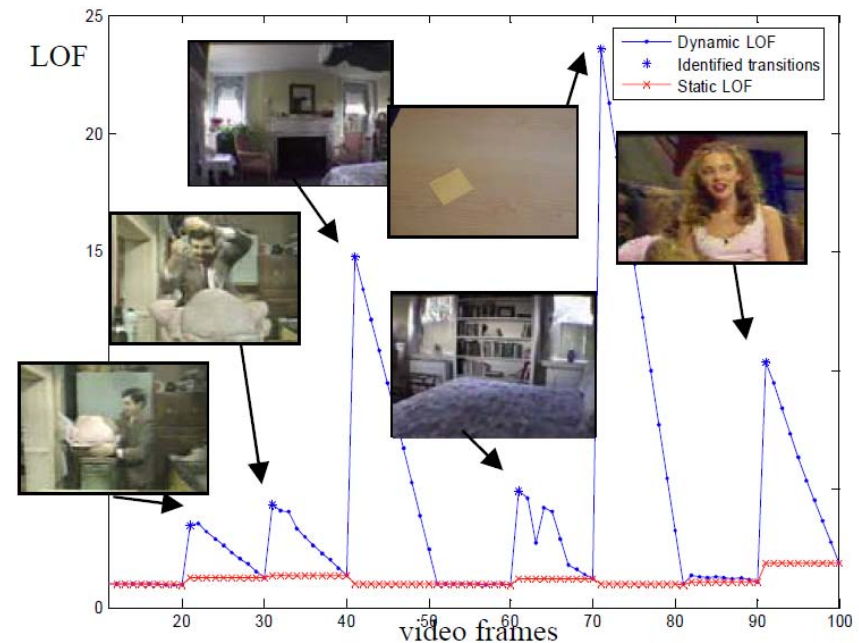 25
LOF
20
15
10
5
0
Dynamic LOF
Identified transitions
Static LOF
20 30 40 50 60 70 80 90 100
video frames